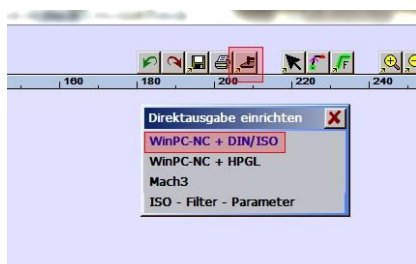 160 180 200 220 240
Direktausgabe einrichten
WinPC-NC + DIN/ISO
WinPC-NC + HPGL
Mach3
ISO - Filter - Parameter